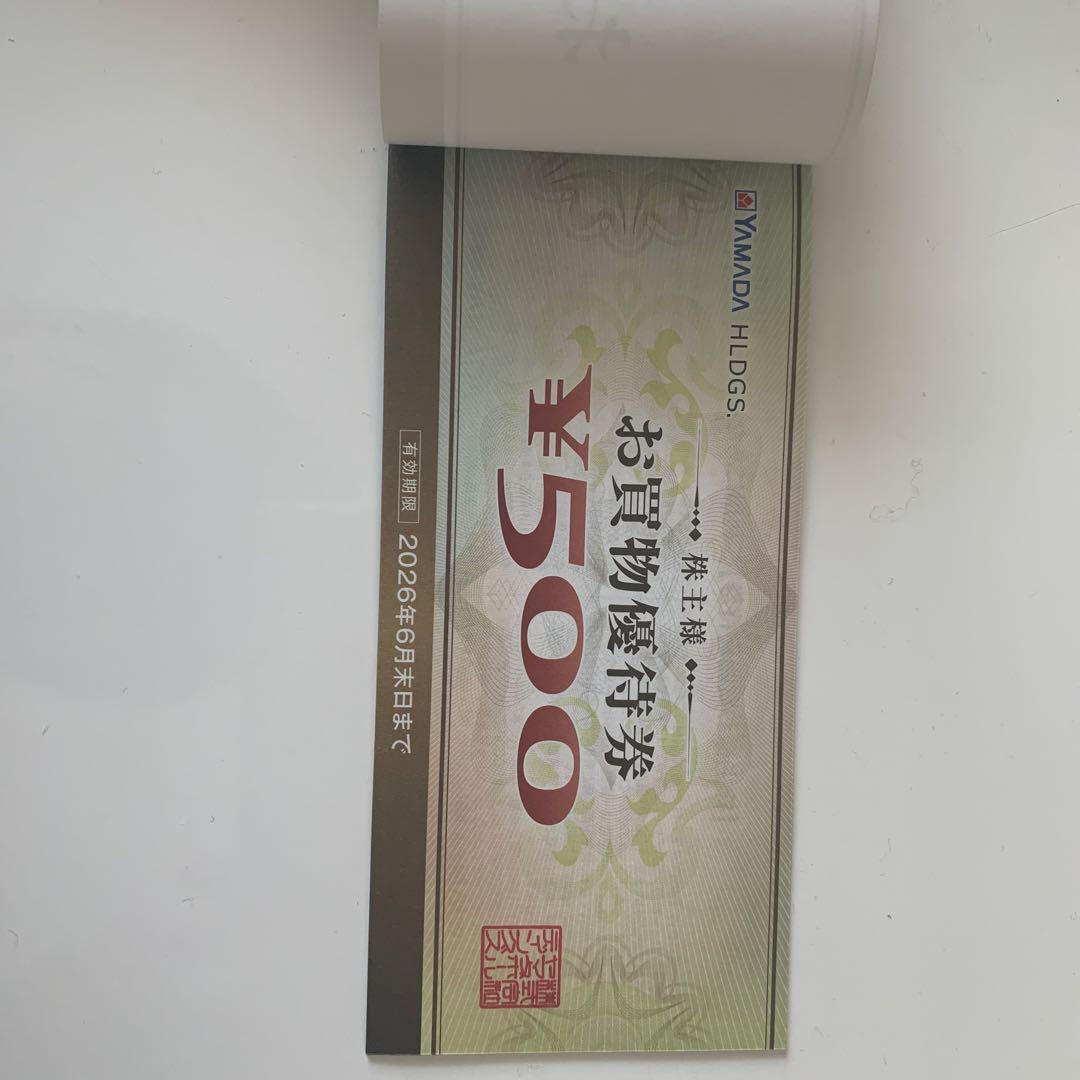 YAMADA HLDGS.
株主様
お買物優待券
¥500
有効期限 2026年6月末日まで